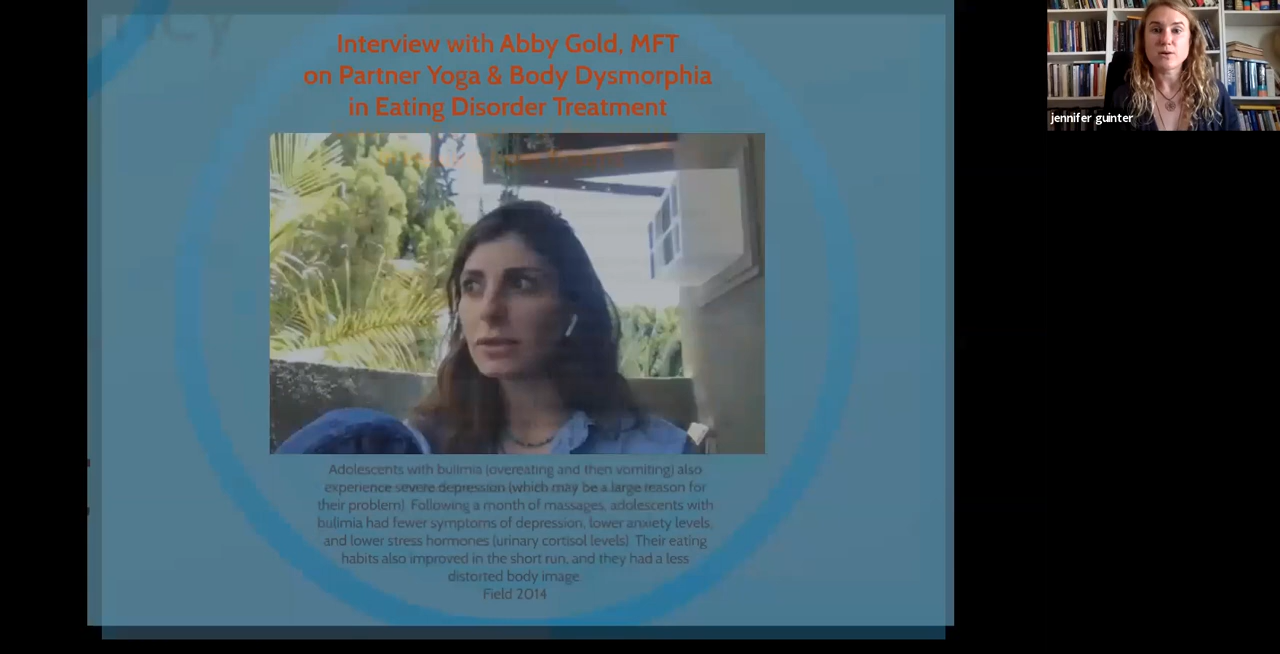 Interview with Abby Gold, MFT
on Partner Yoga & Body Dysmorphia
in Eating Disorder Treatment
jennifer guinter
Adolescents with bulimia (overeating and then vomiting) also
experience severe depression (which may be a large reason for
their problem). Following a month of massages, adolescents with
bulimia had fewer symptoms of depression, lower anxiety levels,
and lower stress hormones (urinary cortisol levels). Their eating
habits also improved in the short run, and they had a less
distorted body image.
Field 2014